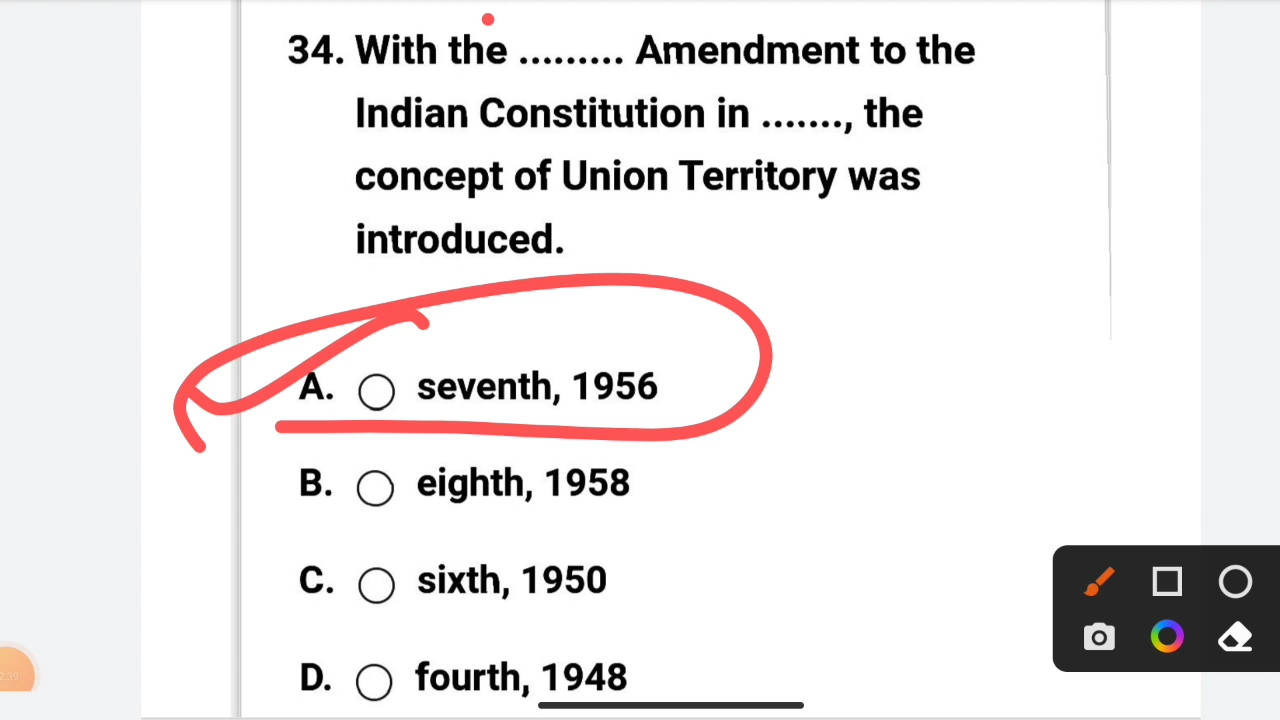 34. With the ......... Amendment to the
Indian Constitution in ......., the
concept of Union Territory was
introduced.
A. seventh, 1956
B. eighth, 1958
C. sixth, 1950
D. fourth, 1948